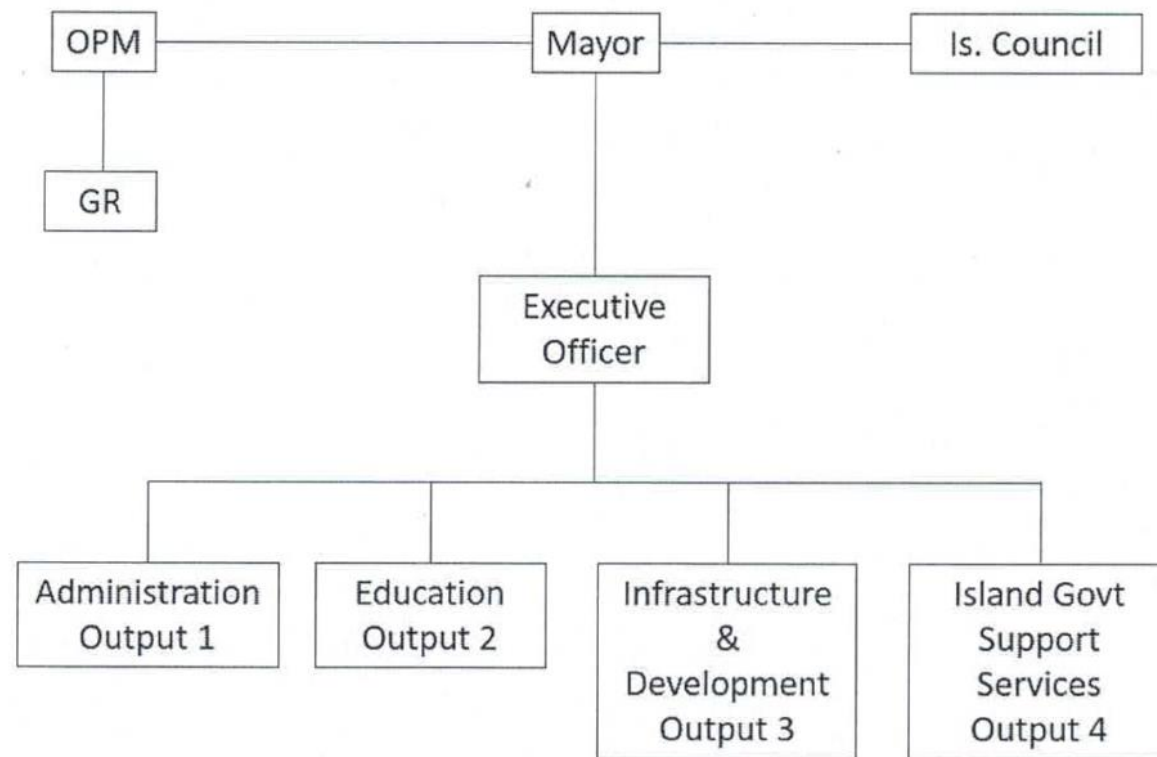 OPM
Mayor
Is. Council
GR
Executive
Officer
Administration
Output 1
Education
Output 2
Infrastructure
&
Development
Output 3
Island Govt
Support
Services
Output 4